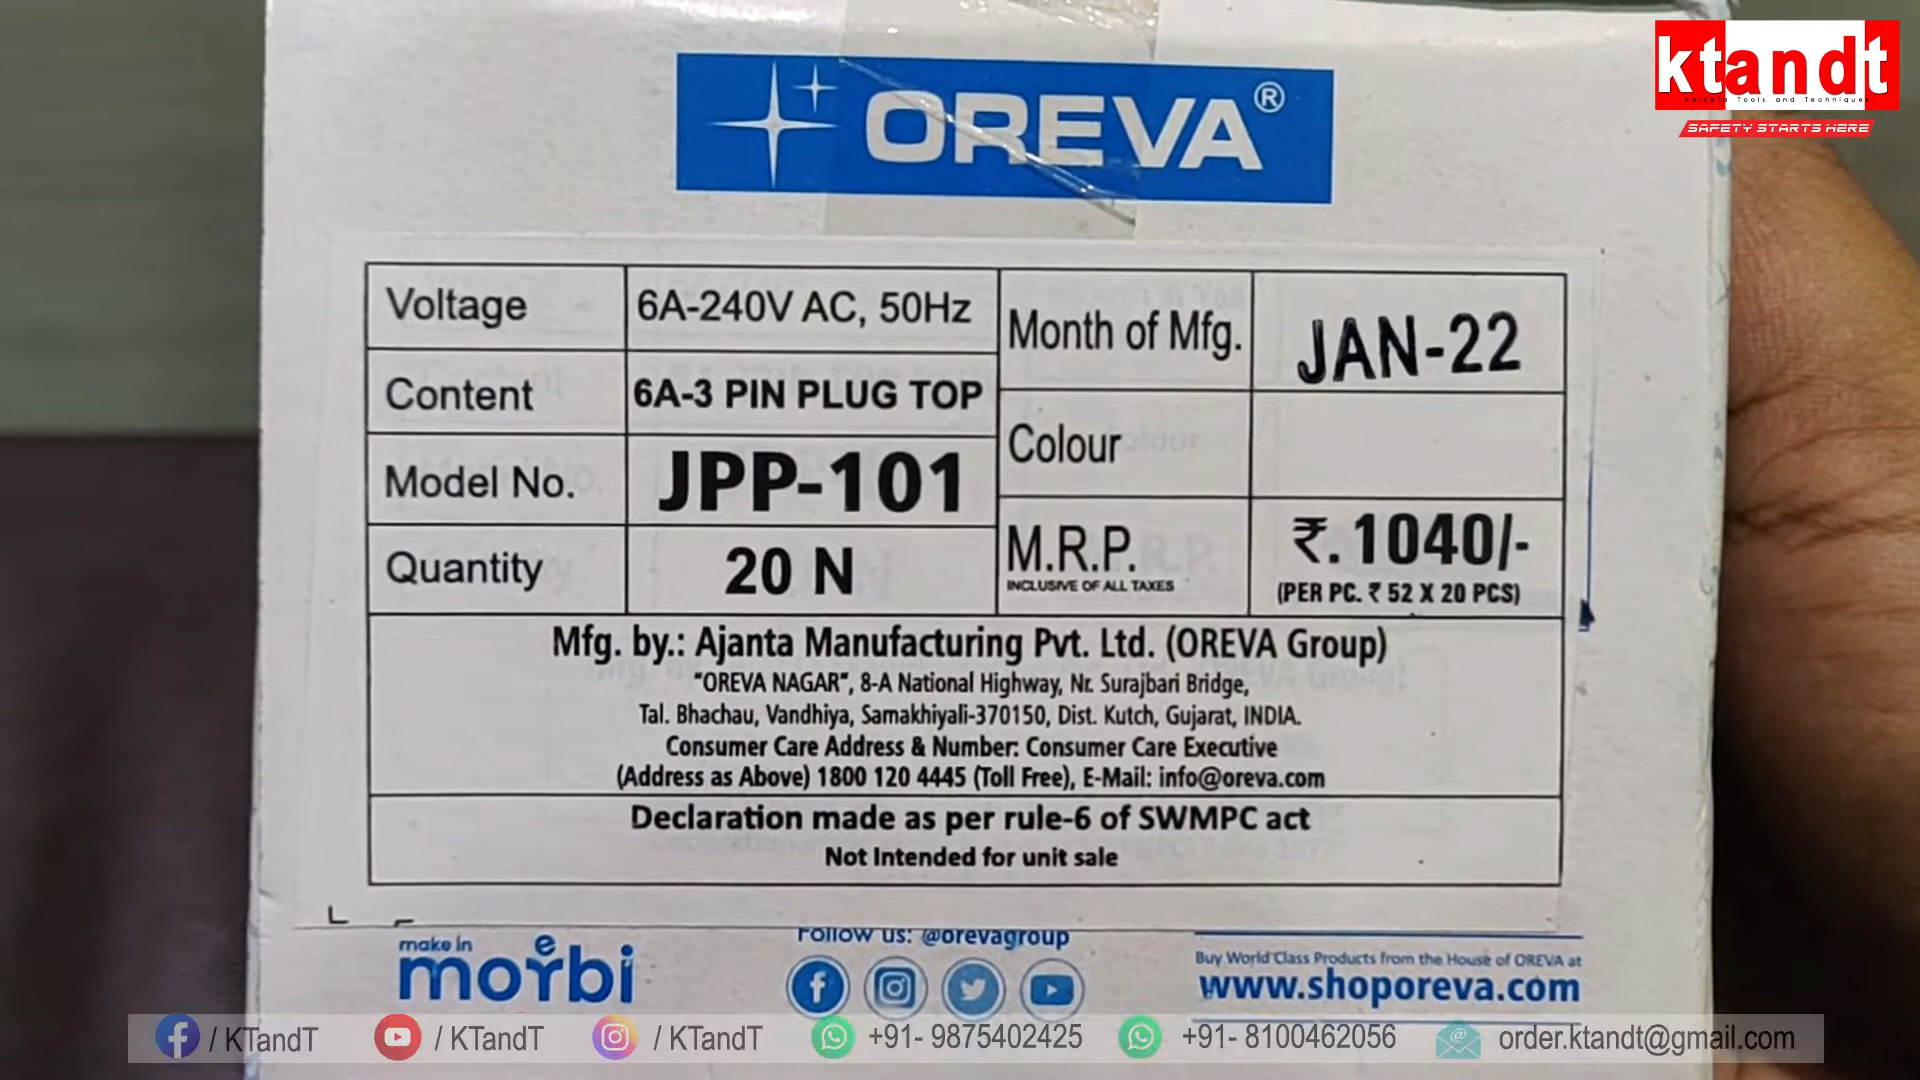 OREVA®
ktandt
SAFETY STARTS HERE
Voltage 6A-240V AC, 50Hz
Content 6A-3 PIN PLUG TOP
Model No. JPP-101
Quantity 20 N
Month of Mfg. JAN-22
Colour
M.R.P. ₹.1040/-
INCLUSIVE OF ALL TAXES (PER PC. ₹ 52 X 20 PCS)
Mfg. by.: Ajanta Manufacturing Pvt. Ltd. (OREVA Group)
"OREVA NAGAR", 8-A National Highway, Nr. Surajbari Bridge,
Tal. Bhachau, Vandhiya, Samakhiyali-370150, Dist. Kutch, Gujarat, INDIA.
Consumer Care Address & Number: Consumer Care Executive
(Address as Above) 1800 120 4445 (Toll Free), E-Mail: info@oreva.com
Declaration made as per rule-6 of SWMPC act
Not Intended for unit sale
make in
morbi
Follow us: @orevagroup
Buy World Class Products from the House of OREVA at
www.shoporeva.com
/ KTandT / KTandT / KTandT +91- 9875402425 +91- 8100462056 order.ktandt@gmail.com